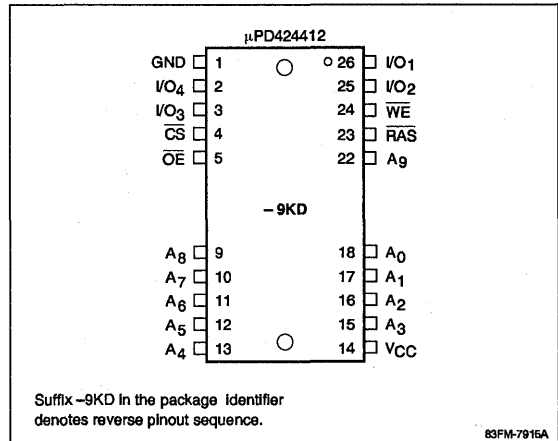 μPD424412
GND 1 26 I/O1
I/O4 2 25 I/O2
I/O3 3 24 WE
CS 4 23 RAS
OE 5 22 A9
–9KD
A8 9 18 A0
A7 10 17 A1
A6 11 16 A2
A5 12 15 A3
A4 13 14 VCC
Suffix –9KD in the package identifier
denotes reverse pinout sequence.
83FM-7915A